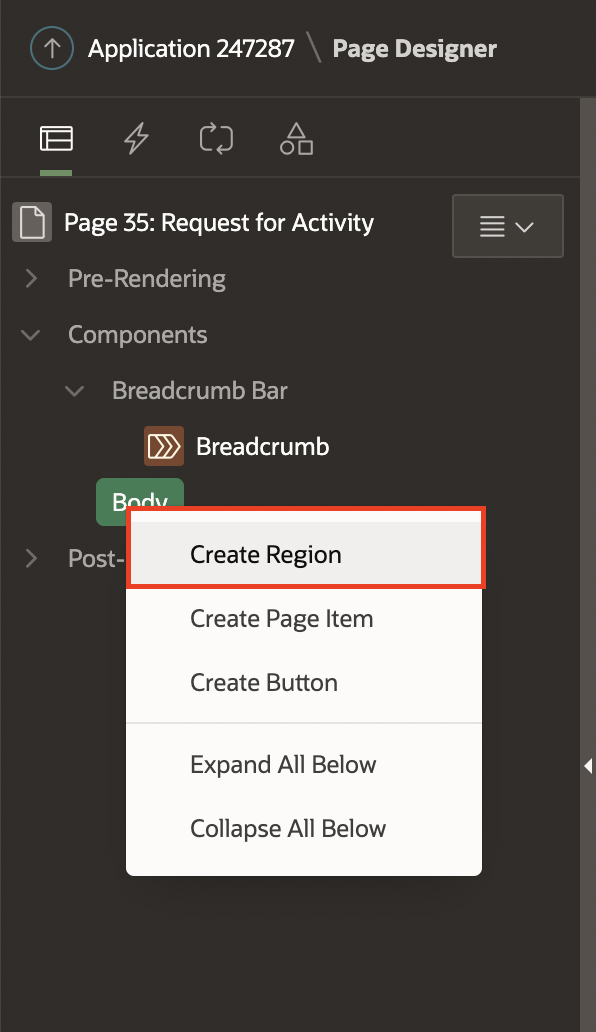 Application 247287 \ Page Designer
Page 35: Request for Activity
Pre-Rendering
Components
Breadcrumb Bar
Breadcrumb
Body
Create Region
Post-
Create Page Item
Create Button
Expand All Below
Collapse All Below